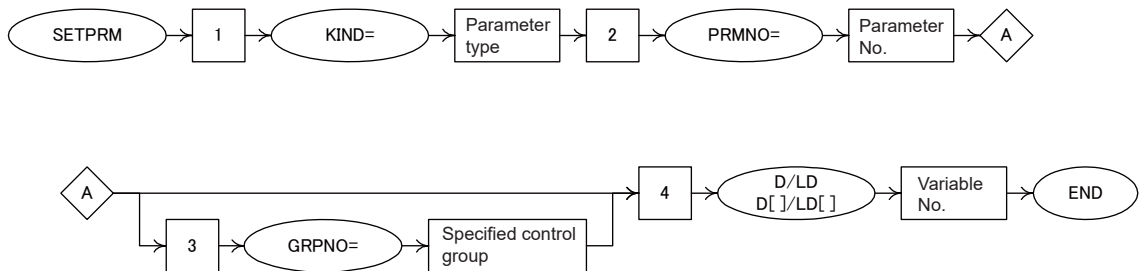 SETPRM
1
KIND=
Parameter
type
2
PRMNO=
Parameter
No.
A
A
4
D/LD
D[ ]/LD[ ]
Variable
No.
END
3
GRPNO=
Specified control
group